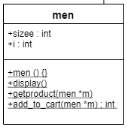 men
+sizee : int
+i : int
+men () {}
+display()
+getproduct(men *m)
+add_to_cart(men *m) : int